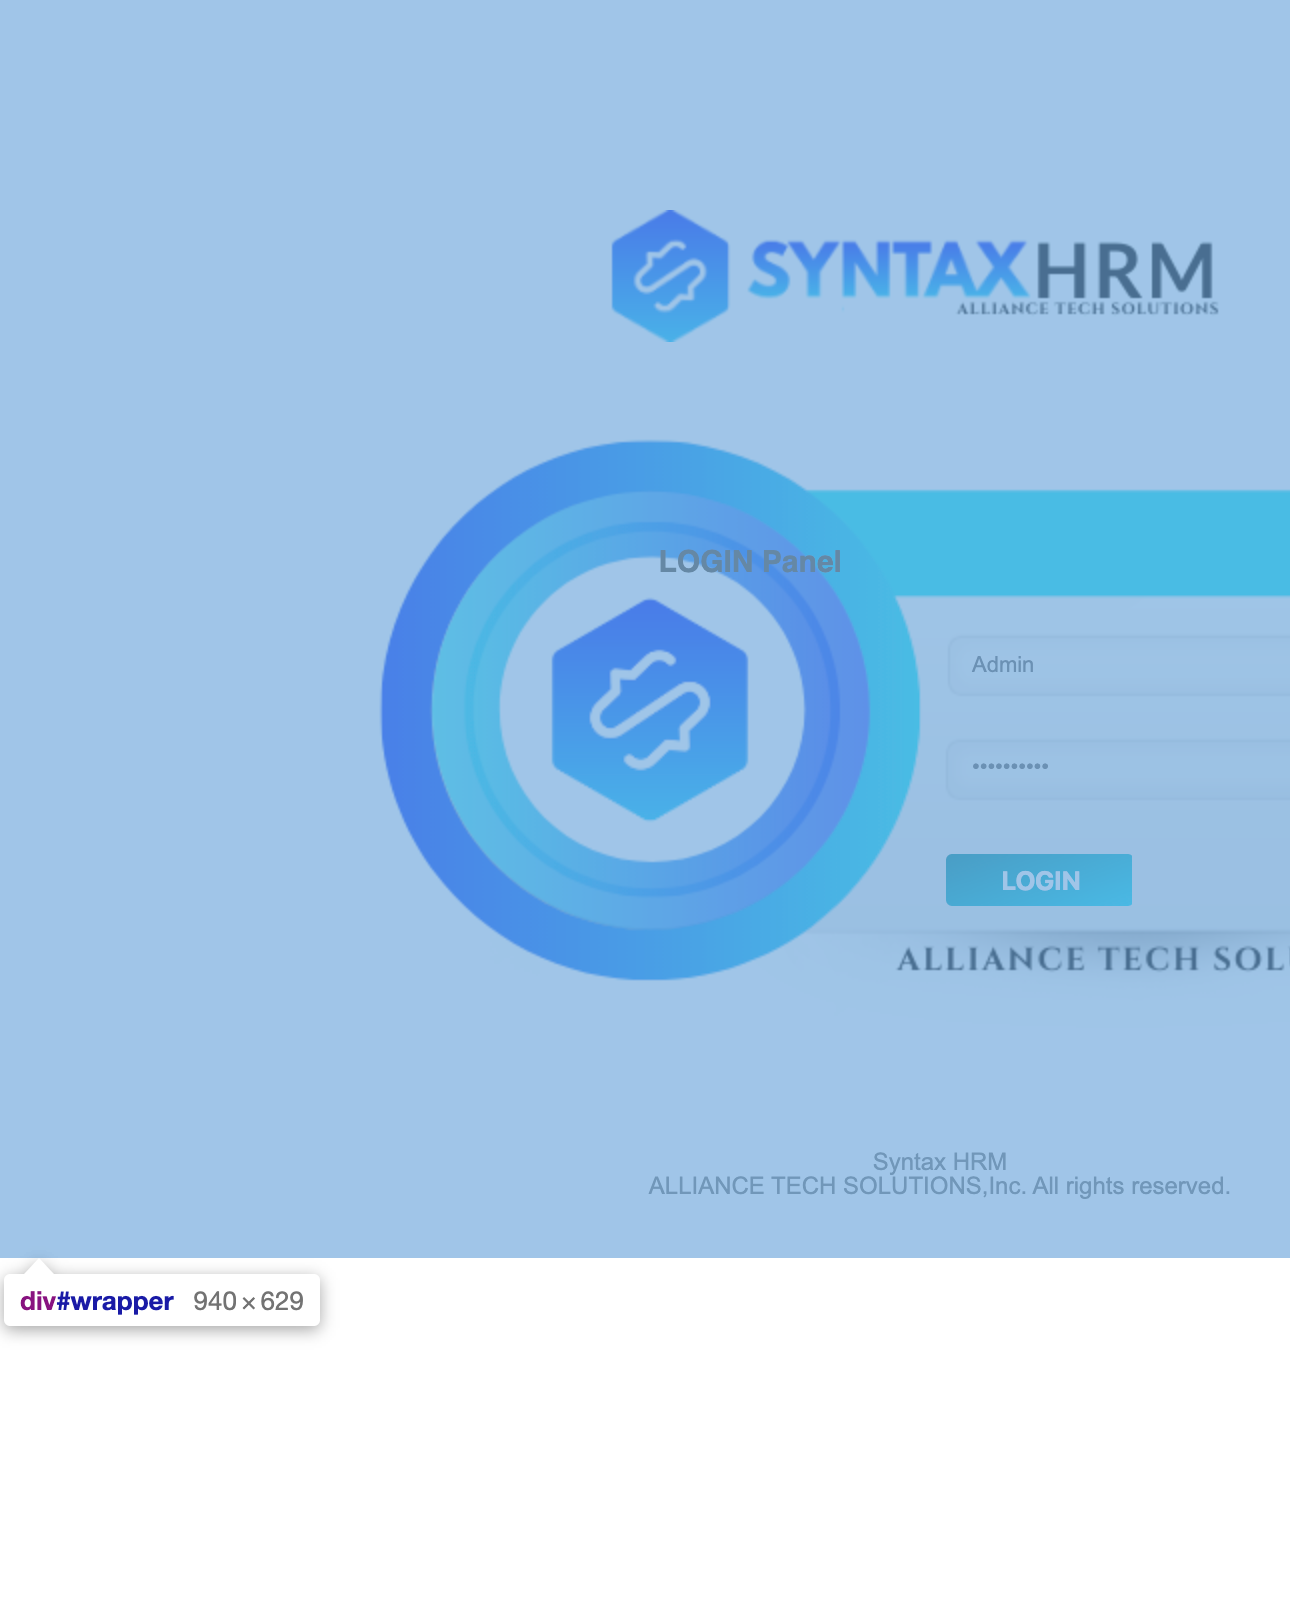 SYNTAXHRM
ALLIANCE TECH SOLUTIONS
LOGIN Panel
Admin
••••••••••
LOGIN
ALLIANCE TECH SOL
Syntax HRM
ALLIANCE TECH SOLUTIONS,Inc. All rights reserved.
div#wrapper 940 × 629